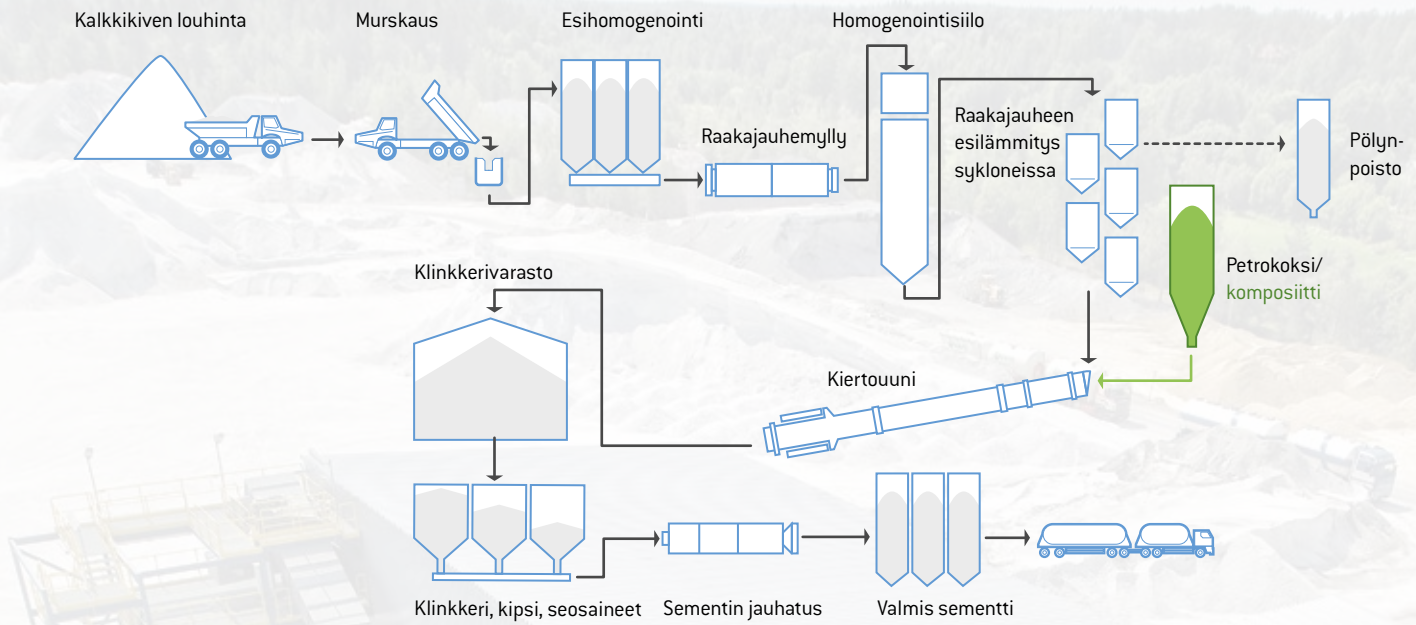 Kalkkikiven louhinta
Murskaus
Esihomogenointi
Homogenointisiilo
Raakajauhemylly
Raakajauheen
esilämmitys
sykloneissa
Pölyn-
poisto
Petrokoksi/
komposiitti
Klinkkerivarasto
Kiertouuni
Klinkkeri, kipsi, seosaineet
Sementin jauhatus
Valmis sementti